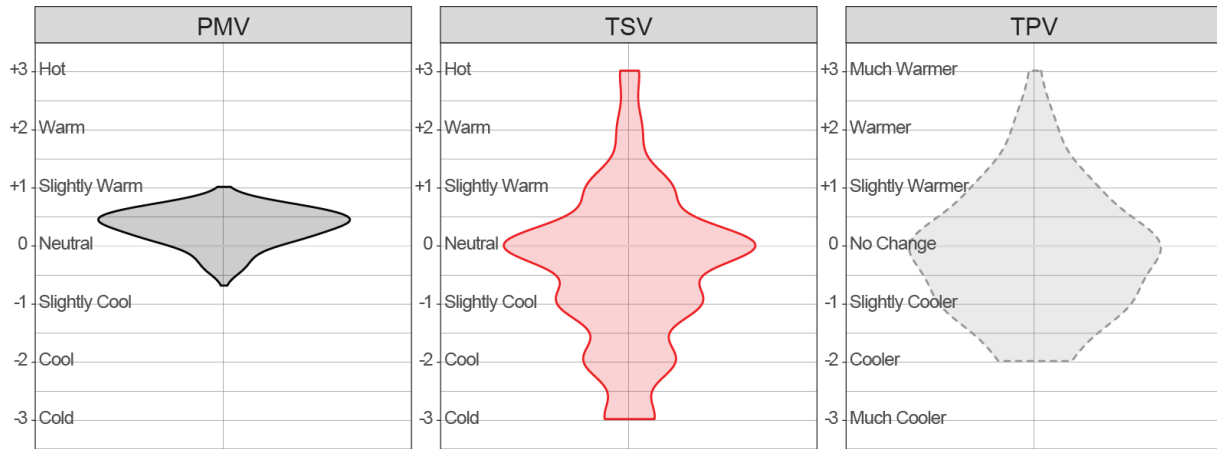 PMV
+3 Hot
+2 Warm
+1 Slightly Warm
0 Neutral
-1 Slightly Cool
-2 Cool
-3 Cold
TSV
+3 Hot
+2 Warm
+1 Slightly Warm
0 Neutral
-1 Slightly Cool
-2 Cool
-3 Cold
TPV
+3 Much Warmer
+2 Warmer
+1 Slightly Warmer
0 No Change
-1 Slightly Cooler
-2 Cooler
-3 Much Cooler